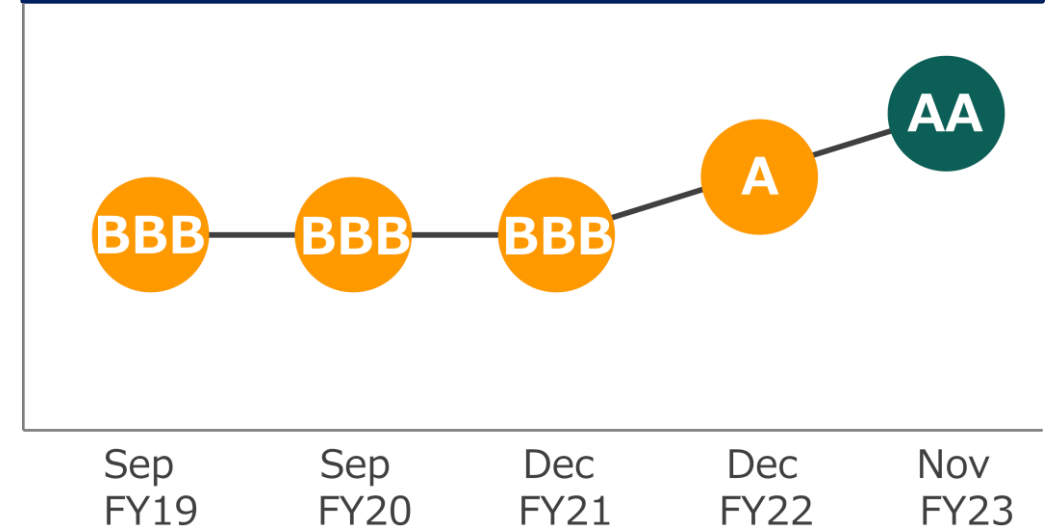 AA
A
BBB BBB BBB
Sep Sep Dec Dec Nov
FY19 FY20 FY21 FY22 FY23